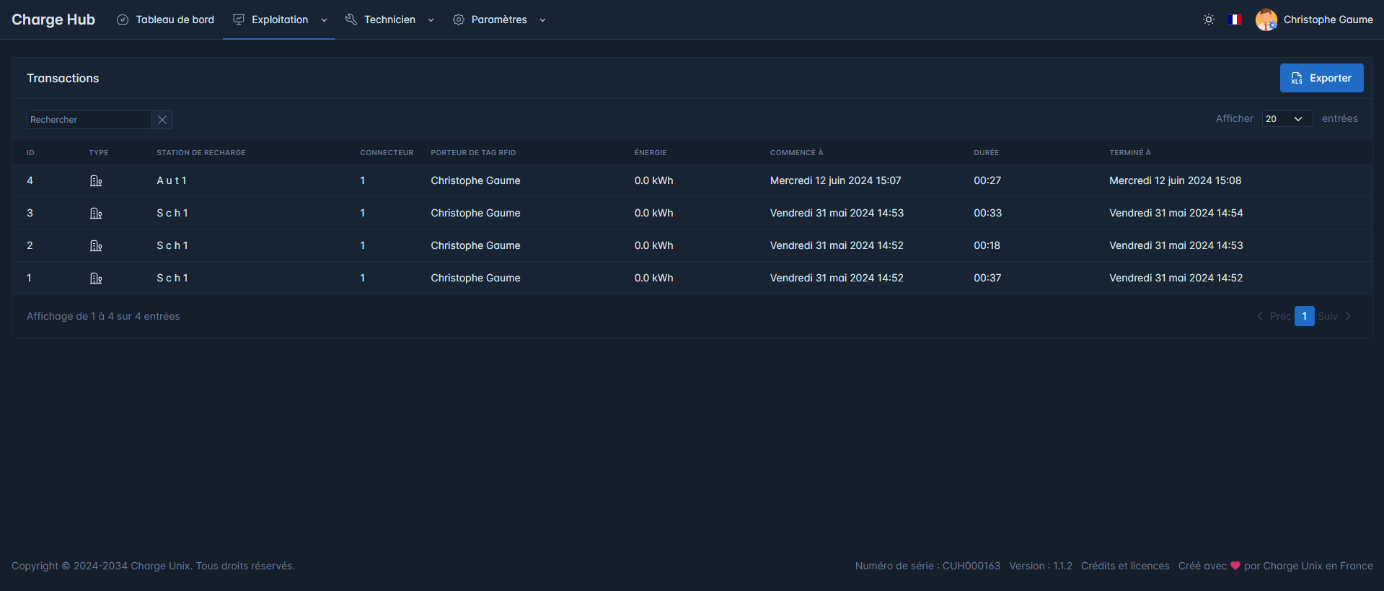 Charge Hub Tableau de bord Exploitation Technicien Paramètres Christophe Gaume
Transactions Exporter
Rechercher Afficher 20 entrées
ID TYPE STATION DE RECHARGE CONNECTEUR PORTEUR DE TAG RFID ÉNERGIE COMMENCÉ À DURÉE TERMINÉ À
4 A u t 1 1 Christophe Gaume 0.0 kWh Mercredi 12 juin 2024 15:07 00:27 Mercredi 12 juin 2024 15:08
3 S c h 1 1 Christophe Gaume 0.0 kWh Vendredi 31 mai 2024 14:53 00:33 Vendredi 31 mai 2024 14:54
2 S c h 1 1 Christophe Gaume 0.0 kWh Vendredi 31 mai 2024 14:52 00:18 Vendredi 31 mai 2024 14:53
1 S c h 1 1 Christophe Gaume 0.0 kWh Vendredi 31 mai 2024 14:52 00:37 Vendredi 31 mai 2024 14:52
Affichage de 1 à 4 sur 4 entrées Préc 1 Suiv
Copyright © 2024-2034 Charge Unix. Tous droits réservés. Numéro de série : CUH000163 Version : 1.1.2 Crédits et licences Créé avec ❤ par Charge Unix en France